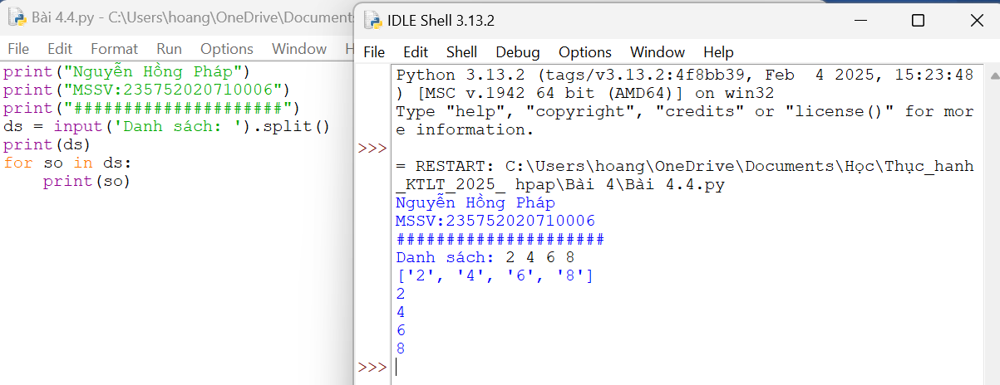 Bài 4.4.py - C:\Users\hoang\OneDrive\Documents\
File Edit Format Run Options Window
print("Nguyễn Hồng Pháp")
print("MSSV:235752020710006")
print("#####################")
ds = input('Danh sách: ').split()
print(ds)
for so in ds:
    print(so)
IDLE Shell 3.13.2
File Edit Shell Debug Options Window Help
Python 3.13.2 (tags/v3.13.2:4f8bb39, Feb  4 2025, 15:23:48
) [MSC v.1942 64 bit (AMD64)] on win32
Type "help", "copyright", "credits" or "license()" for mor
e information.
>>>
= RESTART: C:\Users\hoang\OneDrive\Documents\Học\Thực_hanh
_KTLT_2025_ hpap\Bài 4\Bài 4.4.py
Nguyễn Hồng Pháp
MSSV:235752020710006
#####################
Danh sách: 2 4 6 8
['2', '4', '6', '8']
2
4
6
8
>>>